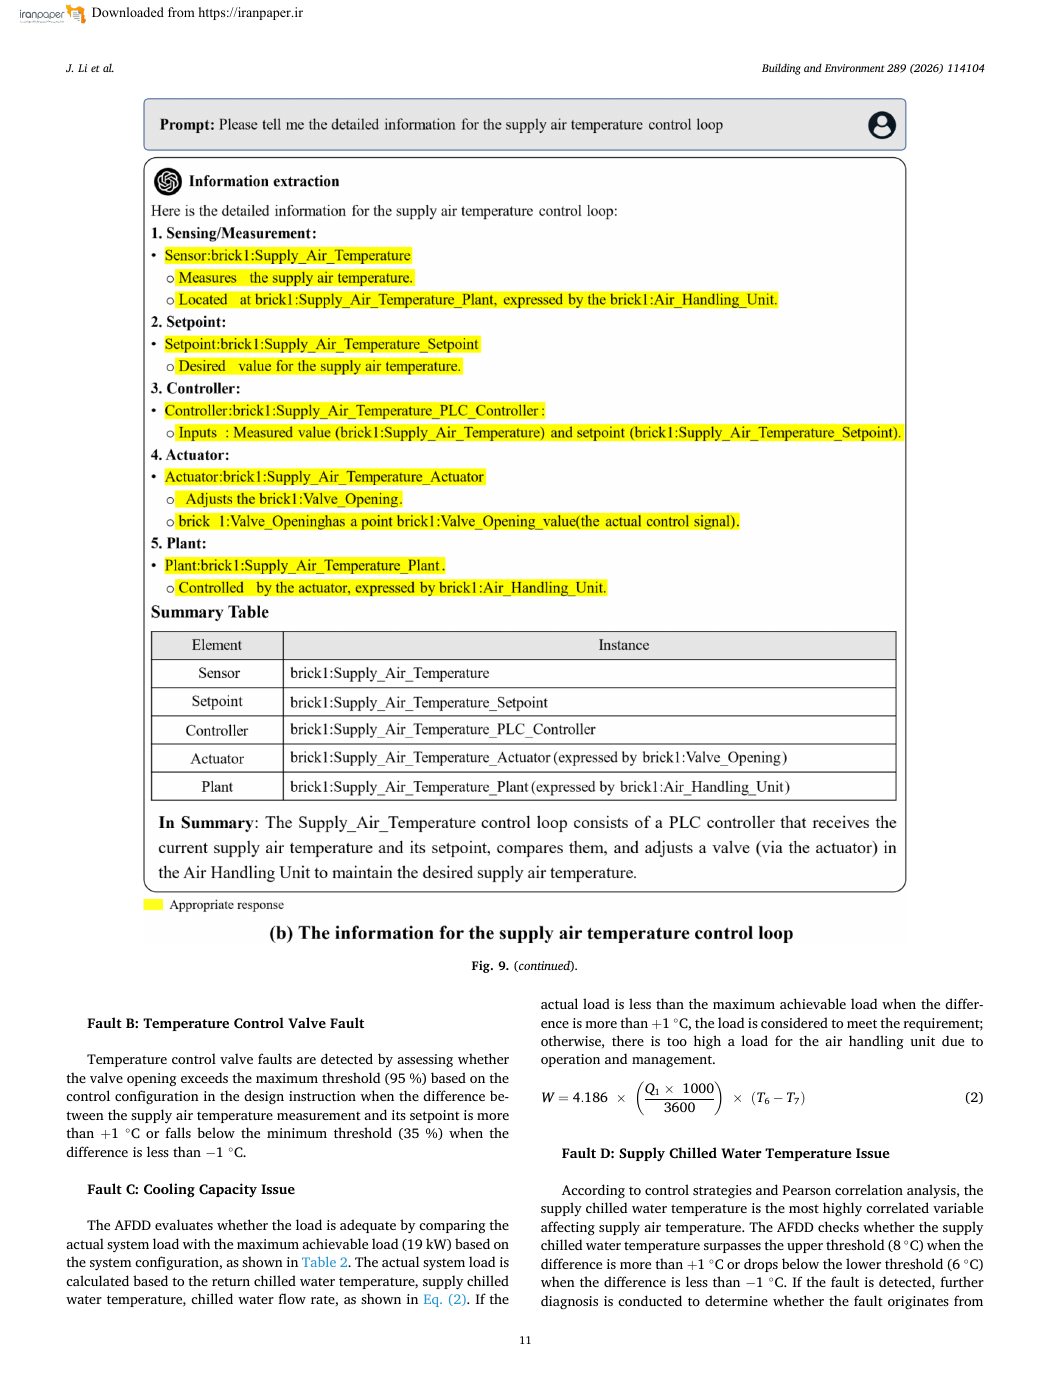 iranpaper Downloaded from https://iranpaper.ir
J. Li et al.
Building and Environment 289 (2026) 114104
Prompt: Please tell me the detailed information for the supply air temperature control loop
Information extraction
Here is the detailed information for the supply air temperature control loop:
1. Sensing/Measurement:
• Sensor:brick1:Supply_Air_Temperature
o Measures the supply air temperature.
o Located at brick1:Supply_Air_Temperature_Plant, expressed by the brick1:Air_Handling_Unit.
2. Setpoint:
• Setpoint:brick1:Supply_Air_Temperature_Setpoint
o Desired value for the supply air temperature.
3. Controller:
• Controller:brick1:Supply_Air_Temperature_PLC_Controller:
o Inputs : Measured value (brick1:Supply_Air_Temperature) and setpoint (brick1:Supply_Air_Temperature_Setpoint).
4. Actuator:
• Actuator:brick1:Supply_Air_Temperature_Actuator
o Adjusts the brick1:Valve_Opening.
o brick 1:Valve_Openinghas a point brick1:Valve_Opening_value(the actual control signal).
5. Plant:
• Plant:brick1:Supply_Air_Temperature_Plant.
o Controlled by the actuator, expressed by brick1:Air_Handling_Unit.
Summary Table
Element Instance
Sensor brick1:Supply_Air_Temperature
Setpoint brick1:Supply_Air_Temperature_Setpoint
Controller brick1:Supply_Air_Temperature_PLC_Controller
Actuator brick1:Supply_Air_Temperature_Actuator (expressed by brick1:Valve_Opening)
Plant brick1:Supply_Air_Temperature_Plant (expressed by brick1:Air_Handling_Unit)
In Summary: The Supply_Air_Temperature control loop consists of a PLC controller that receives the
current supply air temperature and its setpoint, compares them, and adjusts a valve (via the actuator) in
the Air Handling Unit to maintain the desired supply air temperature.
Appropriate response
(b) The information for the supply air temperature control loop
Fig. 9. (continued).
Fault B: Temperature Control Valve Fault
Temperature control valve faults are detected by assessing whether
the valve opening exceeds the maximum threshold (95 %) based on the
control configuration in the design instruction when the difference be-
tween the supply air temperature measurement and its setpoint is more
than +1 °C or falls below the minimum threshold (35 %) when the
difference is less than −1 °C.
Fault C: Cooling Capacity Issue
The AFDD evaluates whether the load is adequate by comparing the
actual system load with the maximum achievable load (19 kW) based on
the system configuration, as shown in Table 2. The actual system load is
calculated based to the return chilled water temperature, supply chilled
water temperature, chilled water flow rate, as shown in Eq. (2). If the
actual load is less than the maximum achievable load when the differ-
ence is more than +1 °C, the load is considered to meet the requirement;
otherwise, there is too high a load for the air handling unit due to
operation and management.
W = 4.186 × (Q₁ × 1000 / 3600) × (T₆ − T₇) (2)
Fault D: Supply Chilled Water Temperature Issue
According to control strategies and Pearson correlation analysis, the
supply chilled water temperature is the most highly correlated variable
affecting supply air temperature. The AFDD checks whether the supply
chilled water temperature surpasses the upper threshold (8 °C) when the
difference is more than +1 °C or drops below the lower threshold (6 °C)
when the difference is less than −1 °C. If the fault is detected, further
diagnosis is conducted to determine whether the fault originates from
11